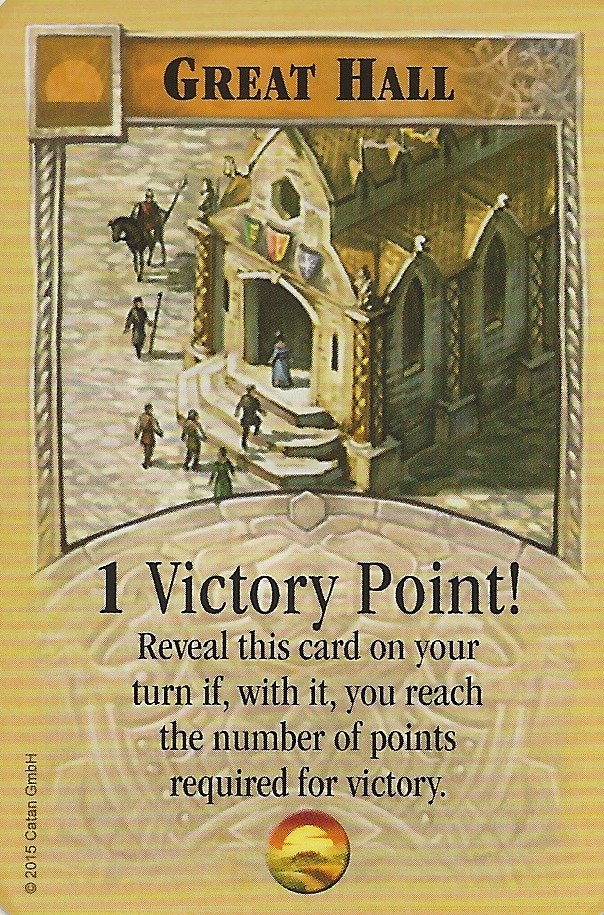 GREAT HALL
1 Victory Point!
Reveal this card on your
turn if, with it, you reach
the number of points
required for victory.
© 2015 Catan GmbH